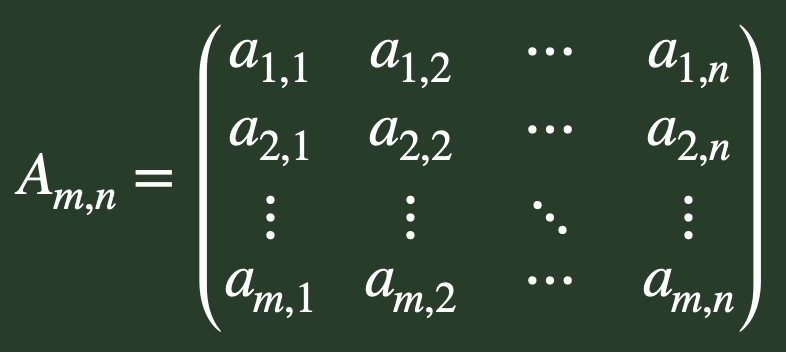 A_{m,n} = \begin{pmatrix} a_{1,1} & a_{1,2} & \cdots & a_{1,n} \\
a_{2,1} & a_{2,2} & \cdots & a_{2,n} \\
\vdots & \vdots & \ddots & \vdots \\
a_{m,1} & a_{m,2} & \cdots & a_{m,n} \end{pmatrix}